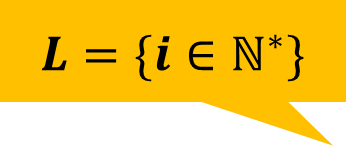 L = {i ∈ ℕ*}